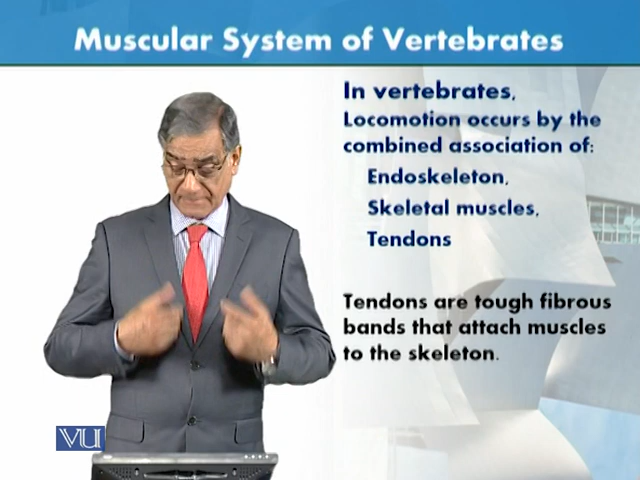 Muscular System of Vertebrates
In vertebrates,
Locomotion occurs by the
combined association of:
Endoskeleton,
Skeletal muscles,
Tendons
Tendons are tough fibrous
bands that attach muscles
to the skeleton.
VU